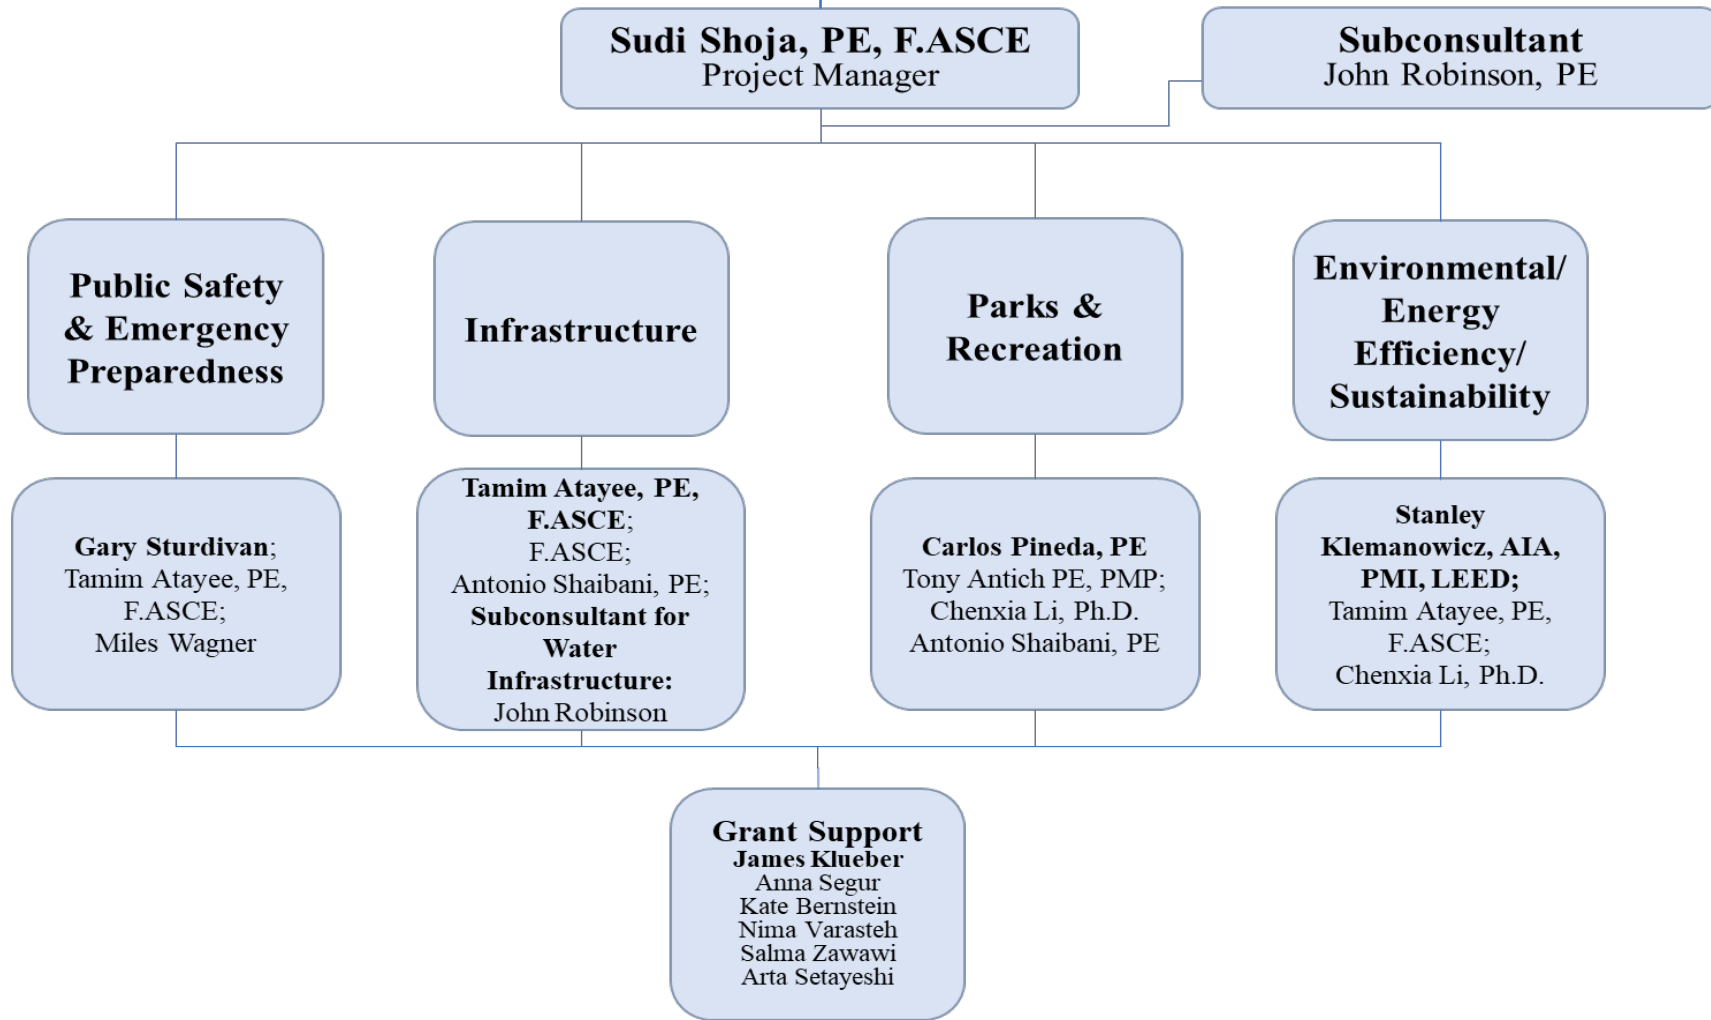 Sudi Shoja, PE, F.ASCE
Project Manager
Subconsultant
John Robinson, PE
Public Safety
& Emergency
Preparedness
Infrastructure
Parks &
Recreation
Environmental/
Energy
Efficiency/
Sustainability
Gary Sturdivan;
Tamim Atayee, PE,
F.ASCE;
Miles Wagner
Tamim Atayee, PE,
F.ASCE;
F.ASCE;
Antonio Shaibani, PE;
Subconsultant for
Water
Infrastructure:
John Robinson
Carlos Pineda, PE
Tony Antich PE, PMP;
Chenxia Li, Ph.D.
Antonio Shaibani, PE
Stanley
Klemanowicz, AIA,
PMI, LEED;
Tamim Atayee, PE,
F.ASCE;
Chenxia Li, Ph.D.
Grant Support
James Klueber
Anna Segur
Kate Bernstein
Nima Varasteh
Salma Zawawi
Arta Setayeshi